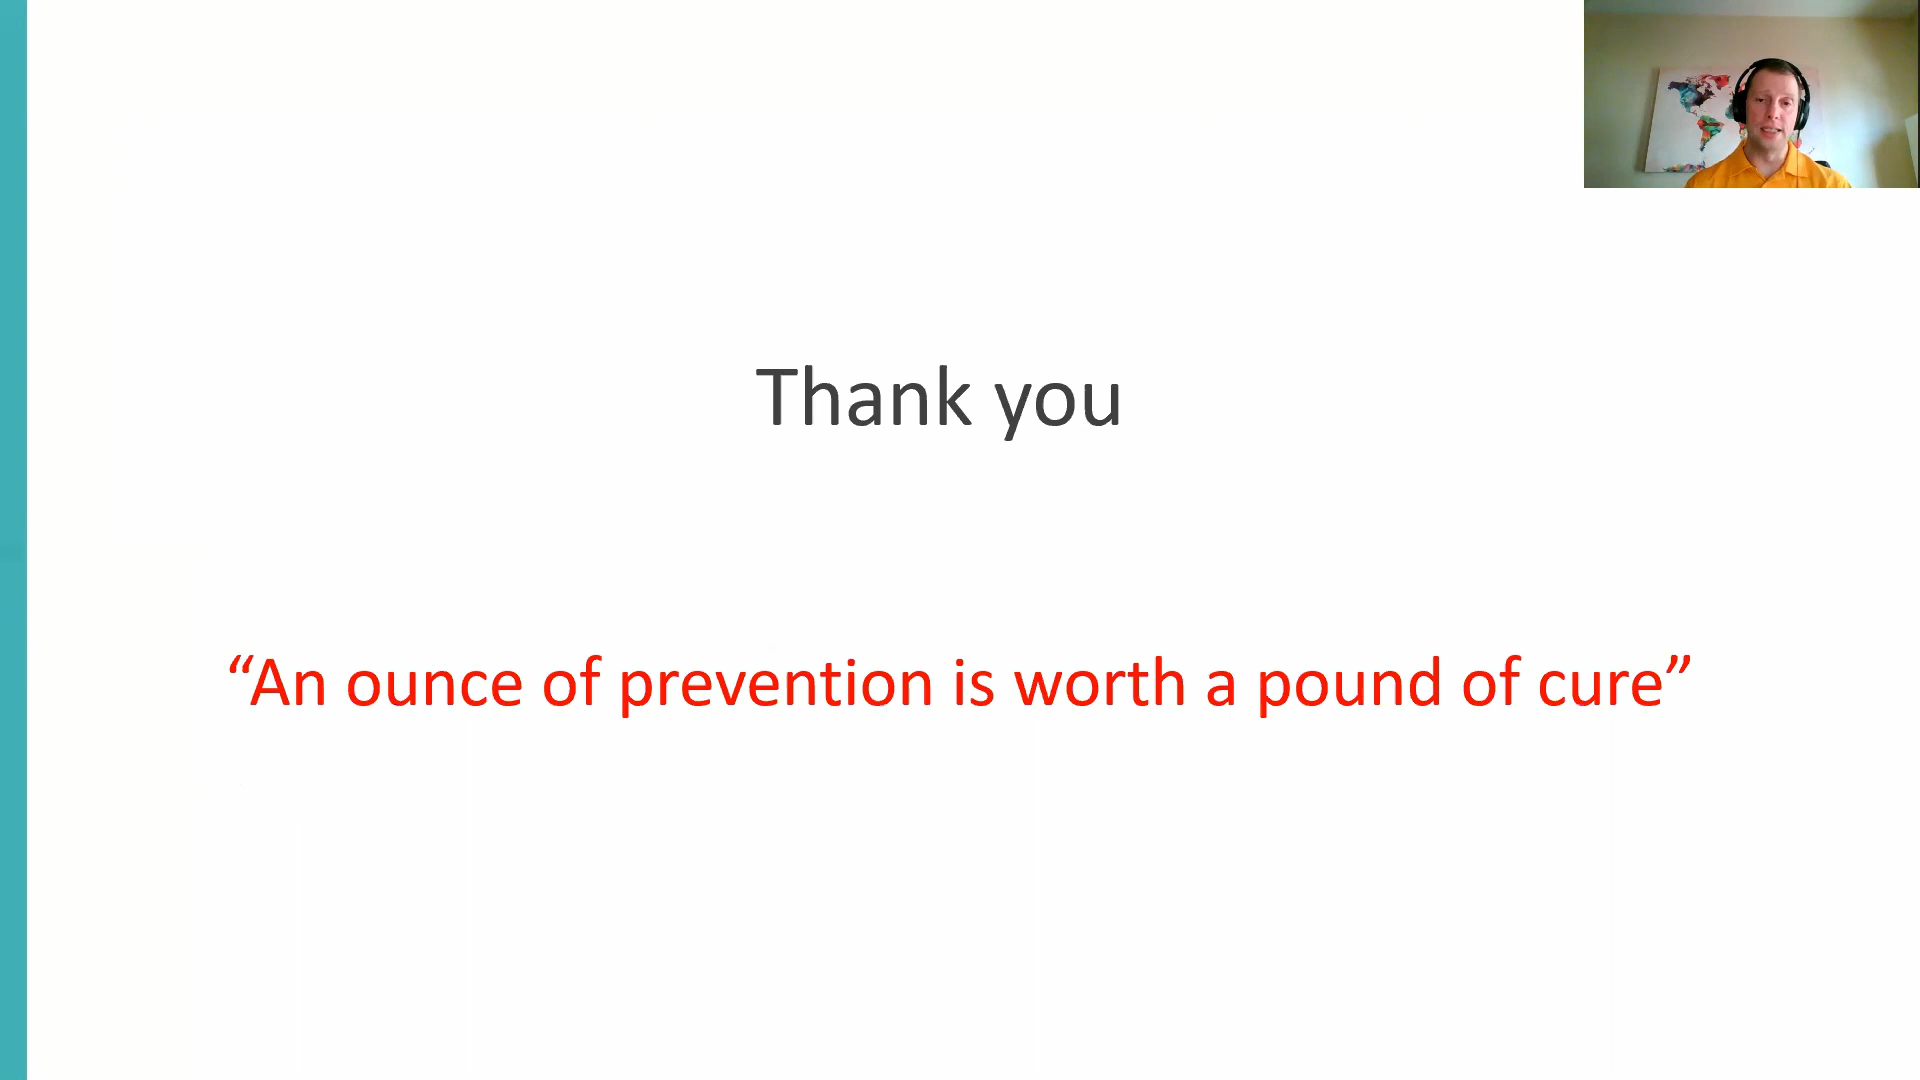 Thank you
“An ounce of prevention is worth a pound of cure”